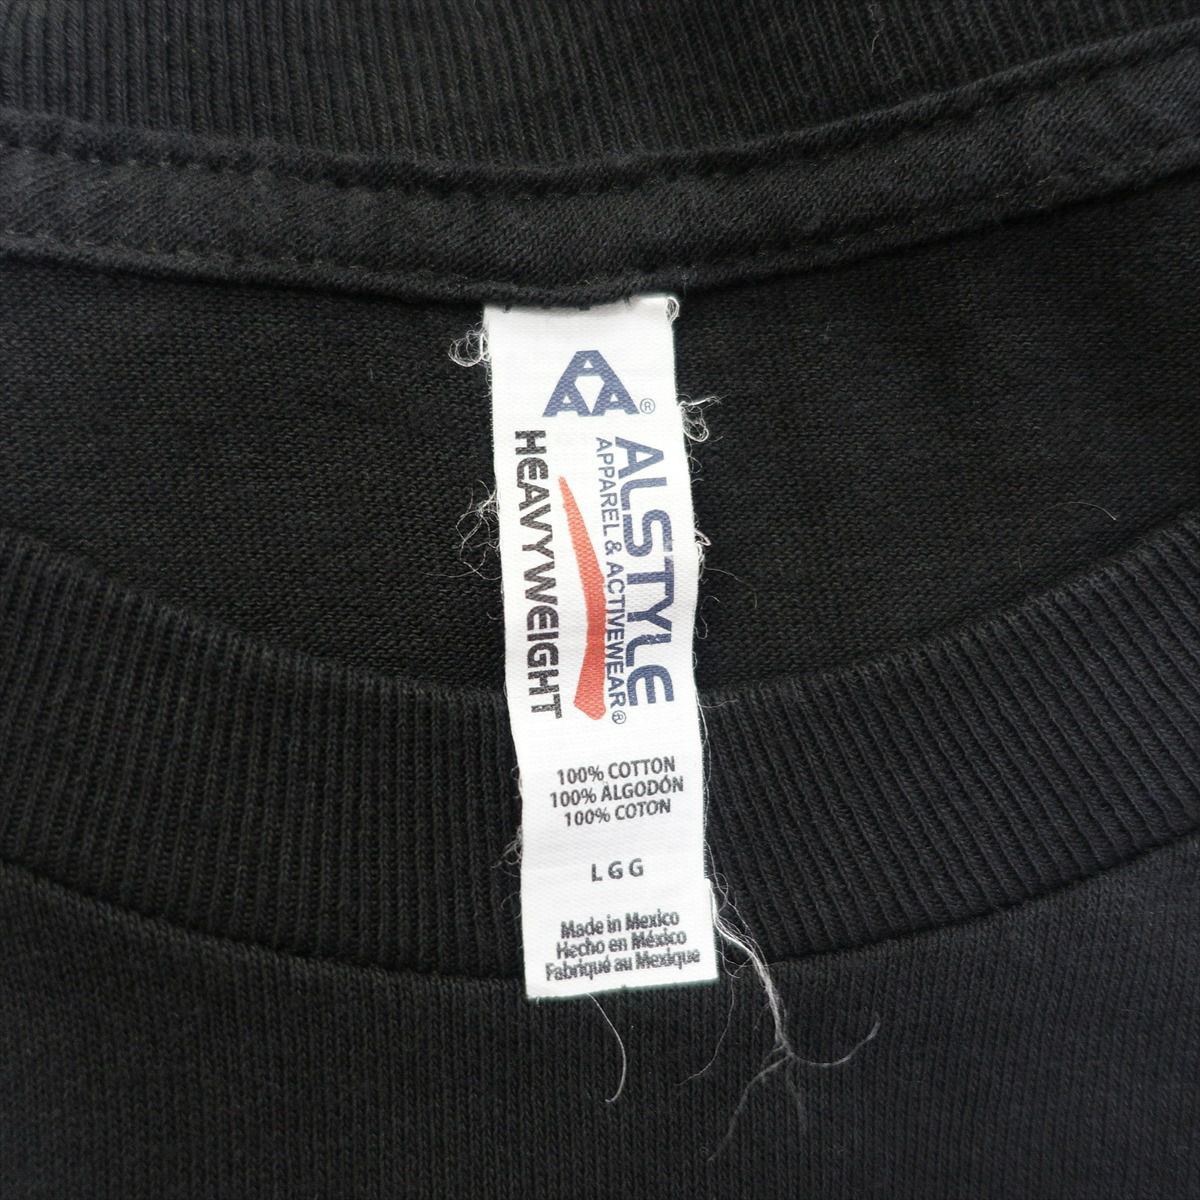 AAA®
ALSTYLE
APPAREL & ACTIVEWEAR®
HEAVYWEIGHT
100% COTTON
100% ALGODÓN
100% COTON
L G G
Made in Mexico
Hecho en México
Fabriqué au Mexique